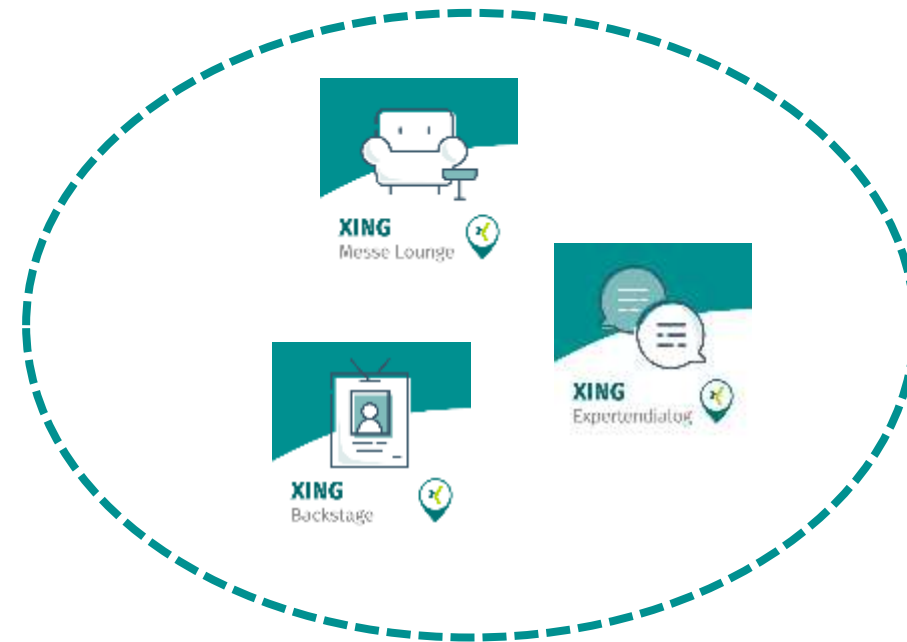 XING
Messe Lounge
XING
Expertendialog
XING
Backstage